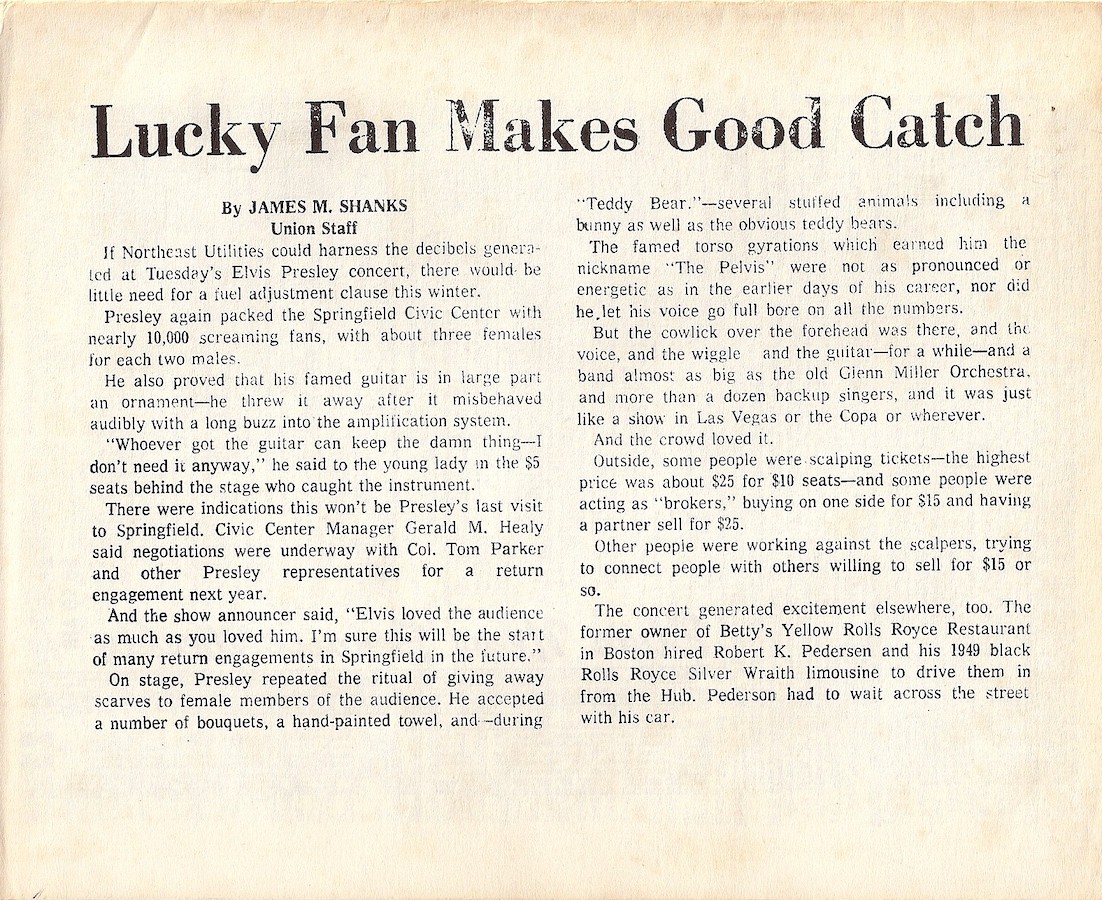 Lucky Fan Makes Good Catch
By JAMES M. SHANKS
Union Staff
If Northeast Utilities could harness the decibels genera-
ted at Tuesday's Elvis Presley concert, there would be
little need for a fuel adjustment clause this winter.
Presley again packed the Springfield Civic Center with
nearly 10,000 screaming fans, with about three females
for each two males.
He also proved that his famed guitar is in large part
an ornament—he threw it away after it misbehaved
audibly with a long buzz into the amplification system.
"Whoever got the guitar can keep the damn thing—I
don't need it anyway," he said to the young lady in the $5
seats behind the stage who caught the instrument.
There were indications this won't be Presley's last visit
to Springfield. Civic Center Manager Gerald M. Healy
said negotiations were underway with Col. Tom Parker
and other Presley representatives for a return
engagement next year.
And the show announcer said, "Elvis loved the audience
as much as you loved him. I'm sure this will be the start
of many return engagements in Springfield in the future."
On stage, Presley repeated the ritual of giving away
scarves to female members of the audience. He accepted
a number of bouquets, a hand-painted towel, and—during
"Teddy Bear."—several stuffed animals including a
bunny as well as the obvious teddy bears.
The famed torso gyrations which earned him the
nickname "The Pelvis" were not as pronounced or
energetic as in the earlier days of his career, nor did
he let his voice go full bore on all the numbers.
But the cowlick over the forehead was there, and the
voice, and the wiggle and the guitar—for a while—and a
band almost as big as the old Glenn Miller Orchestra,
and more than a dozen backup singers, and it was just
like a show in Las Vegas or the Copa or wherever.
And the crowd loved it.
Outside, some people were scalping tickets—the highest
price was about $25 for $10 seats—and some people were
acting as "brokers," buying on one side for $15 and having
a partner sell for $25.
Other people were working against the scalpers, trying
to connect people with others willing to sell for $15 or
so.
The concert generated excitement elsewhere, too. The
former owner of Betty's Yellow Rolls Royce Restaurant
in Boston hired Robert K. Pedersen and his 1949 black
Rolls Royce Silver Wraith limousine to drive them in
from the Hub. Pederson had to wait across the street
with his car.